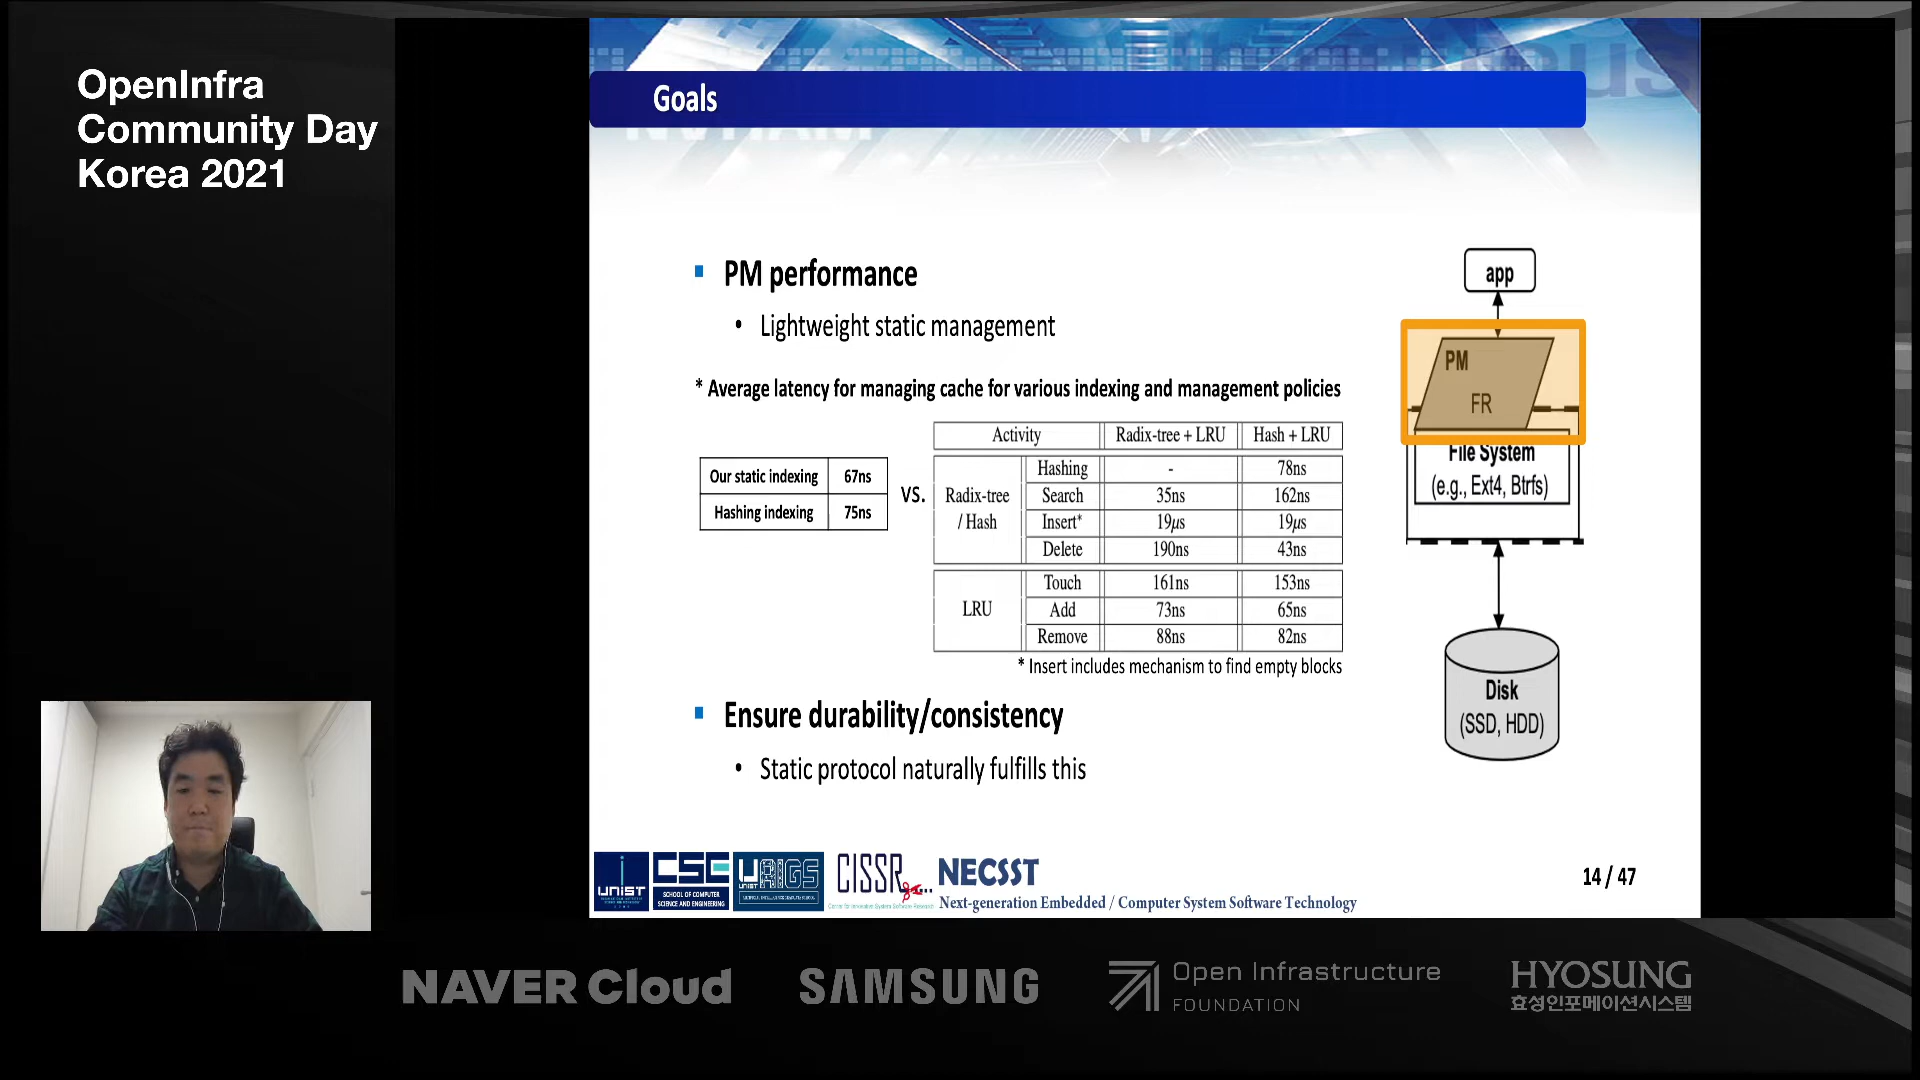 OpenInfra
Community Day
Korea 2021
Goals
PM performance
Lightweight static management
* Average latency for managing cache for various indexing and management policies
Our static indexing 67ns
Hashing indexing 75ns
vs.
Activity Radix-tree + LRU Hash + LRU
Radix-tree / Hash
Hashing - 78ns
Search 35ns 162ns
Insert* 19μs 19μs
Delete 190ns 43ns
LRU
Touch 161ns 153ns
Add 73ns 65ns
Remove 88ns 82ns
* Insert includes mechanism to find empty blocks
Ensure durability/consistency
Static protocol naturally fulfills this
app
PM
FR
File System
(e.g., Ext4, Btrfs)
Disk
(SSD, HDD)
UNIST
CSE
SCHOOL OF COMPUTER
SCIENCE AND ENGINEERING
UNIST
CISSR
NECSST
Next-generation Embedded / Computer System Software Technology
14 / 47
NAVER Cloud
SAMSUNG
Open Infrastructure
FOUNDATION
HYOSUNG
효성인포메이션시스템